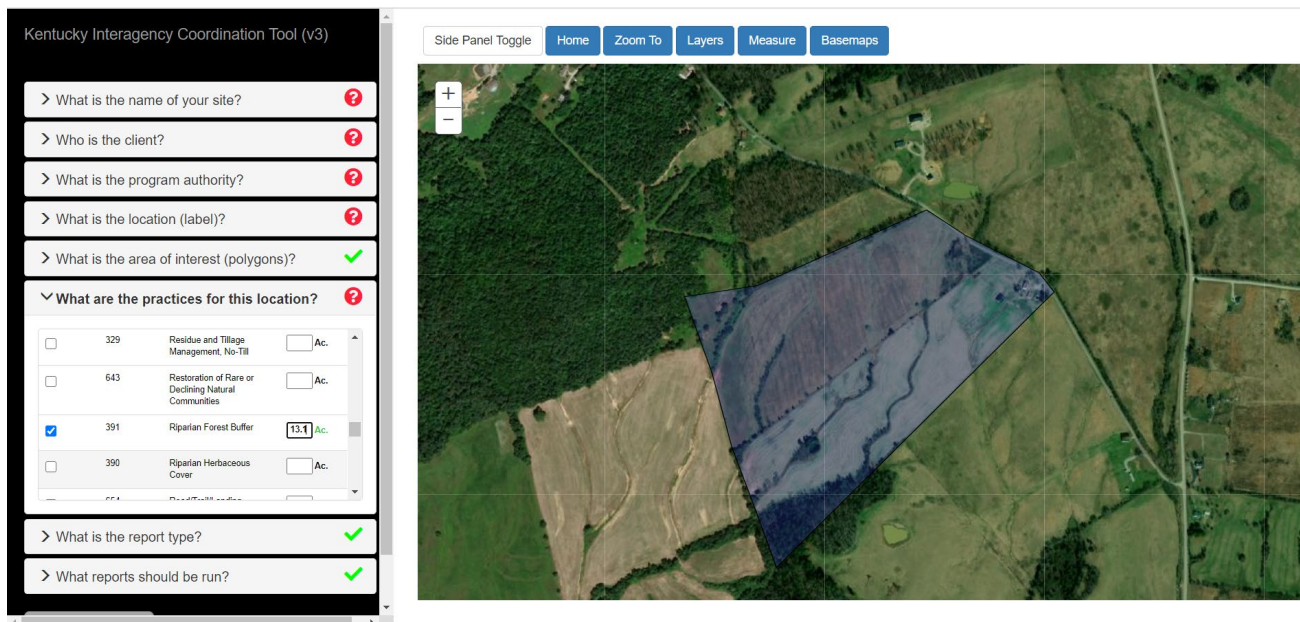 Kentucky Interagency Coordination Tool (v3)
Side Panel Toggle Home Zoom To Layers Measure Basemaps
What is the name of your site?
Who is the client?
What is the program authority?
What is the location (label)?
What is the area of interest (polygons)?
What are the practices for this location?
329 Residue and Tillage Management, No-Till Ac.
643 Restoration of Rare or Declining Natural Communities Ac.
391 Riparian Forest Buffer 13.1 Ac.
390 Riparian Herbaceous Cover Ac.
What is the report type?
What reports should be run?